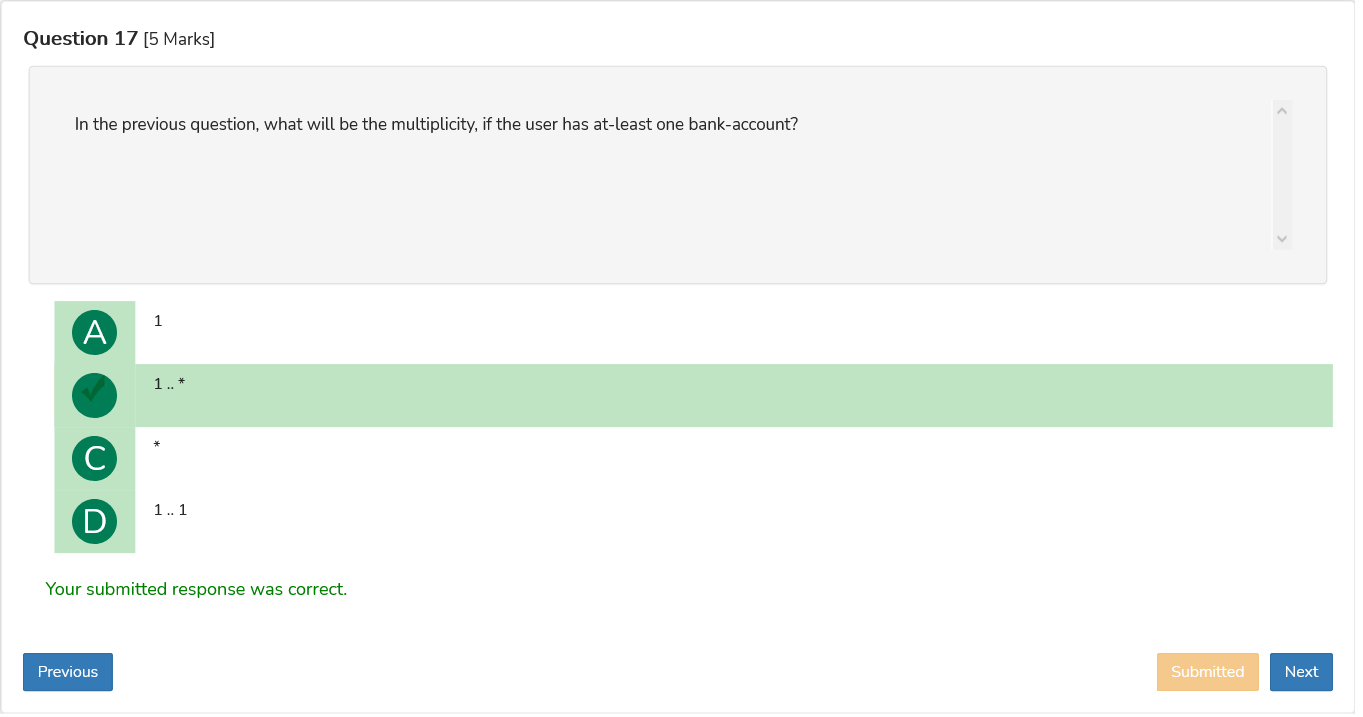 Question 17 [5 Marks]
In the previous question, what will be the multiplicity, if the user has at-least one bank-account?
A 1
1 .. *
C *
D 1 .. 1
Your submitted response was correct.
Previous Submitted Next